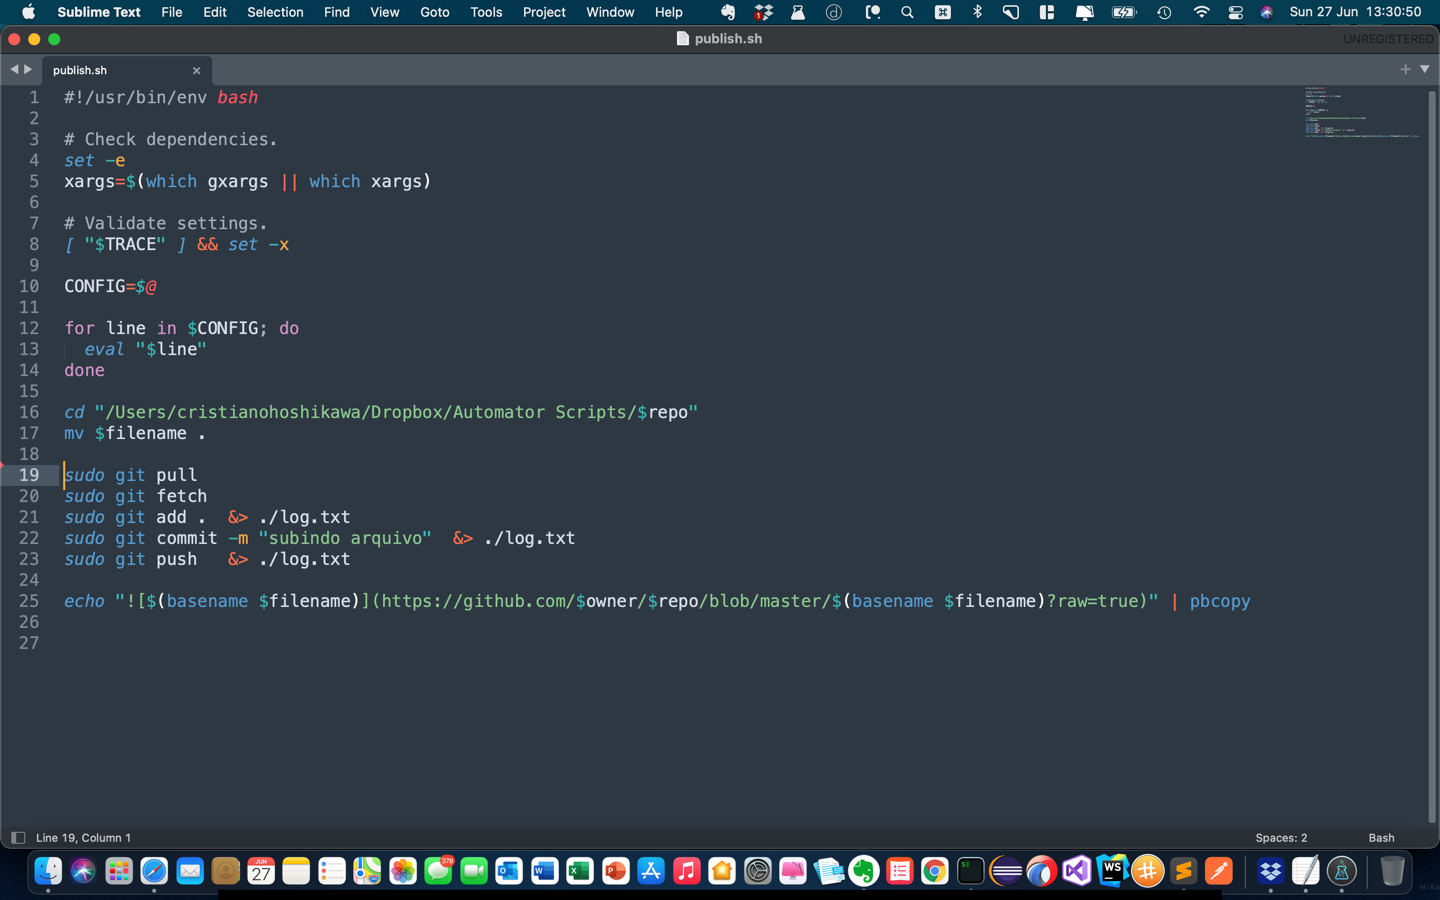 Sublime Text File Edit Selection Find View Goto Tools Project Window Help 1 Sun 27 Jun 13:30:50
publish.sh UNREGISTERED
publish.sh × +
1 #!/usr/bin/env bash
2
3 # Check dependencies.
4 set -e
5 xargs=$(which gxargs || which xargs)
6
7 # Validate settings.
8 [ "$TRACE" ] && set -x
9
10 CONFIG=$@
11
12 for line in $CONFIG; do
13 eval "$line"
14 done
15
16 cd "/Users/cristianohoshikawa/Dropbox/Automator Scripts/$repo"
17 mv $filename .
18
19 sudo git pull
20 sudo git fetch
21 sudo git add .  &> ./log.txt
22 sudo git commit -m "subindo arquivo"  &> ./log.txt
23 sudo git push   &> ./log.txt
24
25 echo "![$(basename $filename)](https://github.com/$owner/$repo/blob/master/$(basename $filename)?raw=true)" | pbcopy
26
27
Line 19, Column 1 Spaces: 2 Bash
JUN 27 376 W X P WS